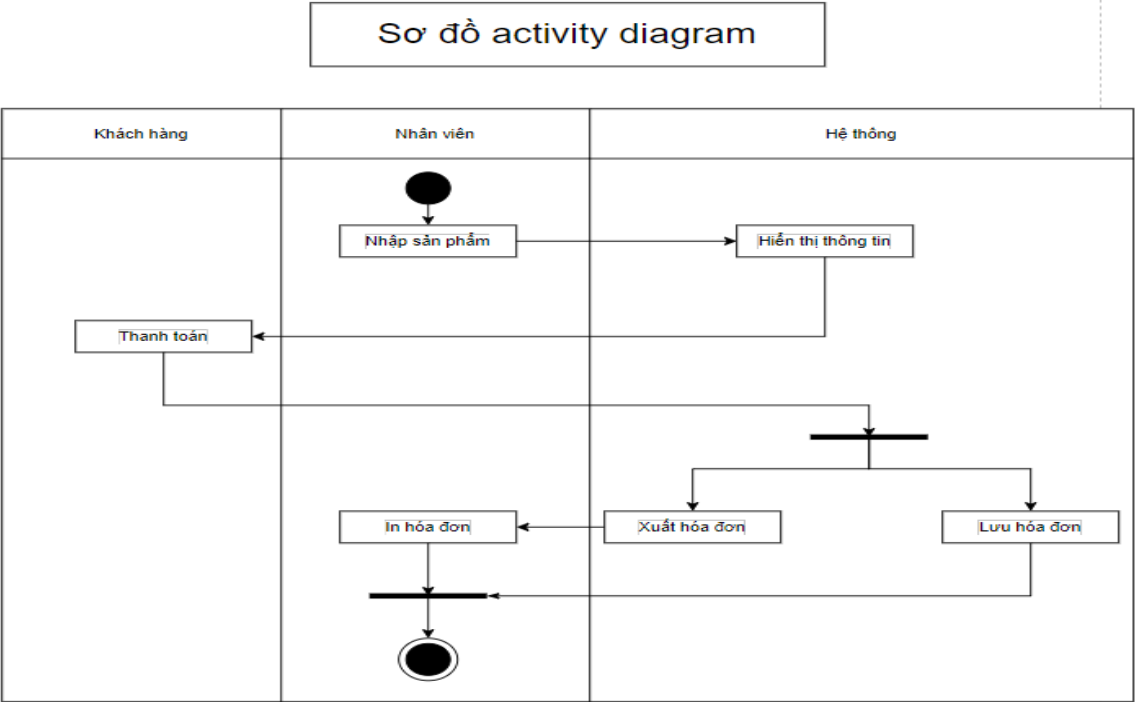 Sơ đồ activity diagram
Khách hàng
Nhân viên
Hệ thông
Nhập sản phẩm
Hiển thị thông tin
Thanh toán
In hóa đơn
Xuất hóa đơn
Lưu hóa đơn